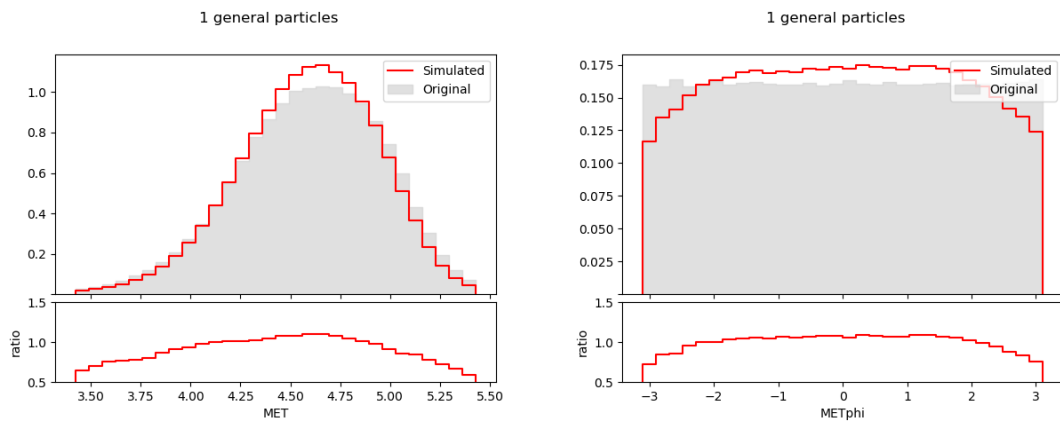 1 general particles
Simulated
Original
1.0
0.8
0.6
0.4
0.2
1.5
1.0
0.5
ratio
3.50 3.75 4.00 4.25 4.50 4.75 5.00 5.25 5.50
MET
1 general particles
Simulated
Original
0.175
0.150
0.125
0.100
0.075
0.050
0.025
1.5
1.0
0.5
ratio
−3 −2 −1 0 1 2 3
METphi